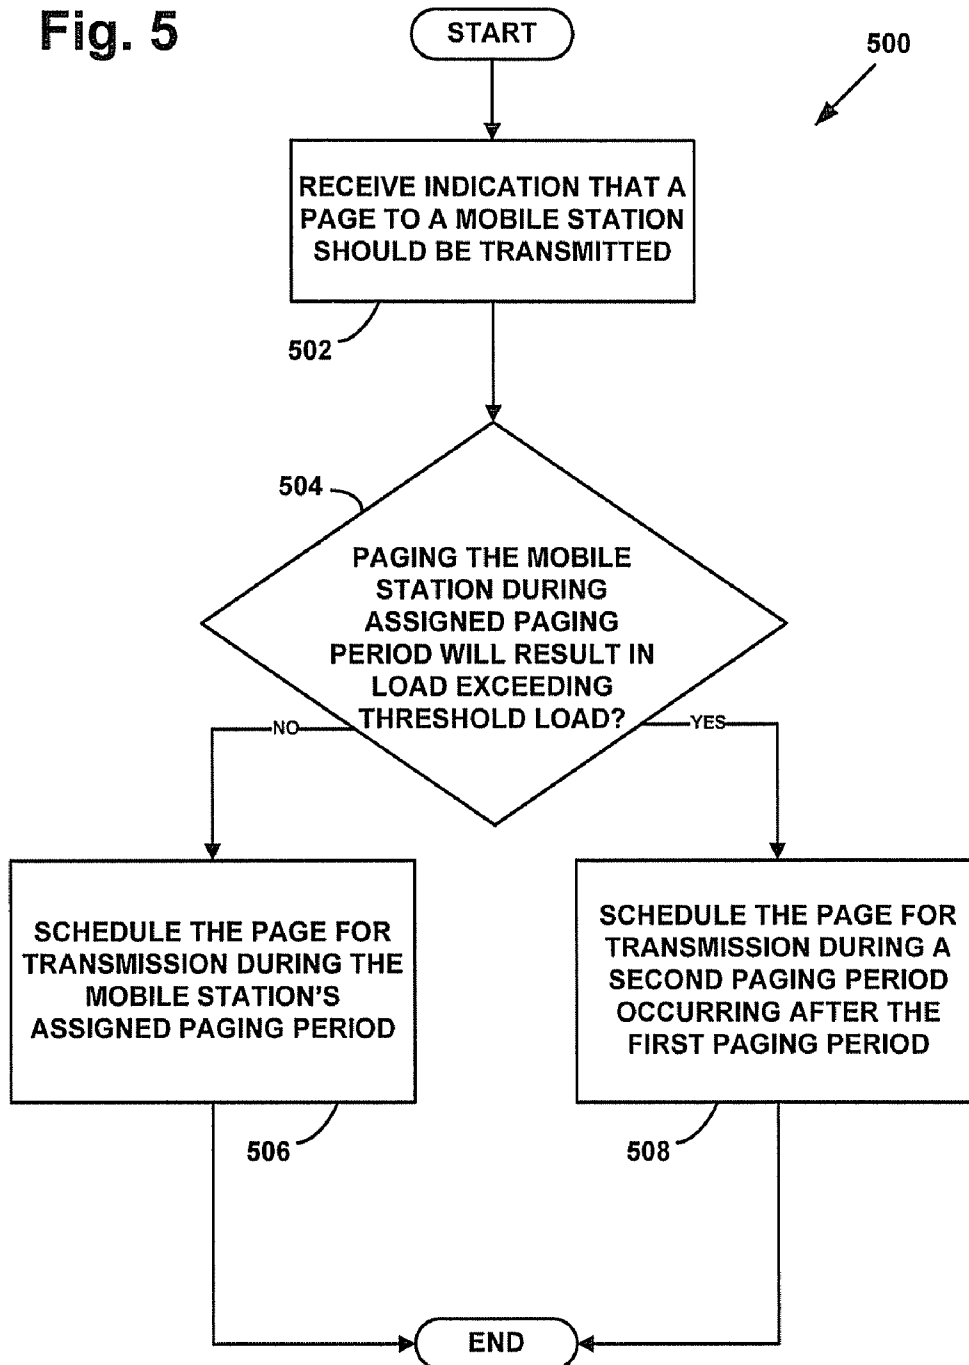 Fig. 5
START
500
RECEIVE INDICATION THAT A
PAGE TO A MOBILE STATION
SHOULD BE TRANSMITTED
502
504
PAGING THE MOBILE
STATION DURING
ASSIGNED PAGING
PERIOD WILL RESULT IN
LOAD EXCEEDING
THRESHOLD LOAD?
NO
YES
SCHEDULE THE PAGE FOR
TRANSMISSION DURING THE
MOBILE STATION'S
ASSIGNED PAGING PERIOD
SCHEDULE THE PAGE FOR
TRANSMISSION DURING A
SECOND PAGING PERIOD
OCCURRING AFTER THE
FIRST PAGING PERIOD
506
508
END